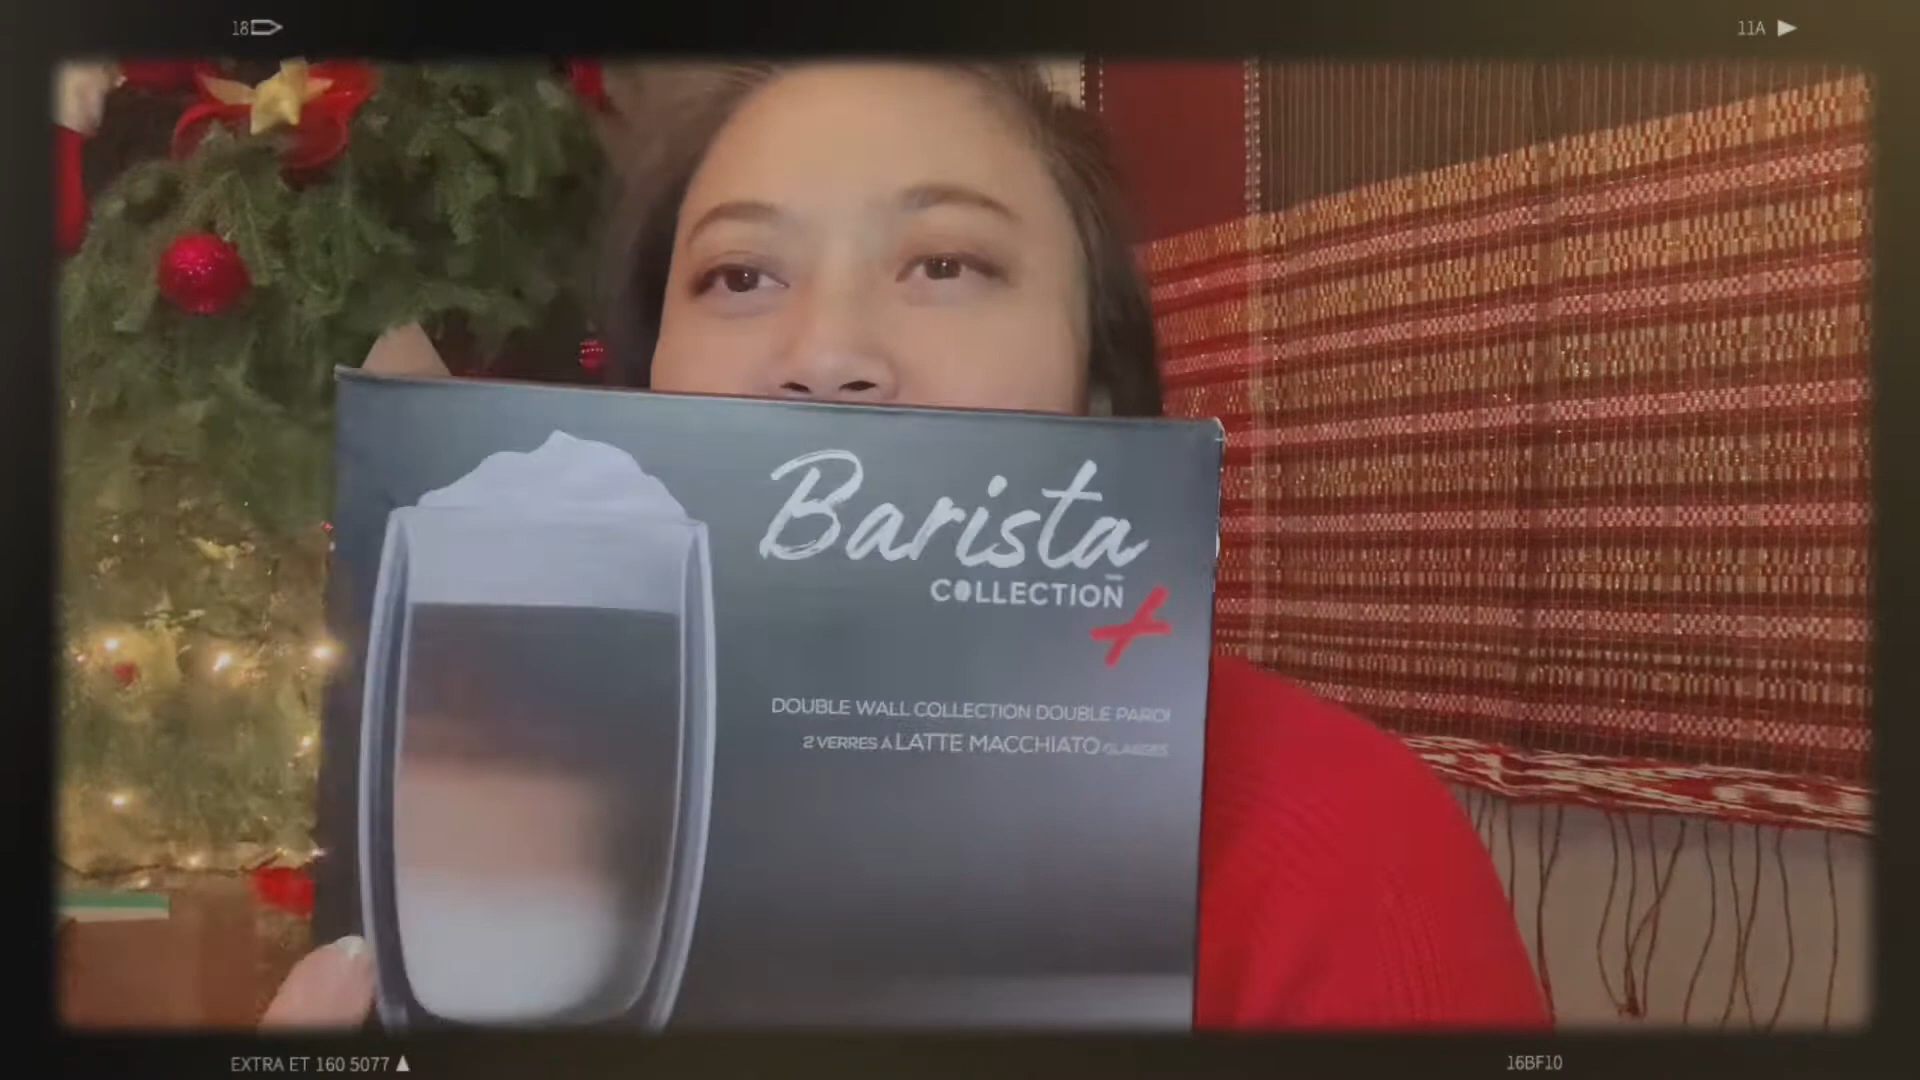 18
11A
Barista
COLLECTION
DOUBLE WALL COLLECTION DOUBLE PAROI
2 VERRES À LATTE MACCHIATO GLASSES
EXTRA ET 160 5077
16BF10